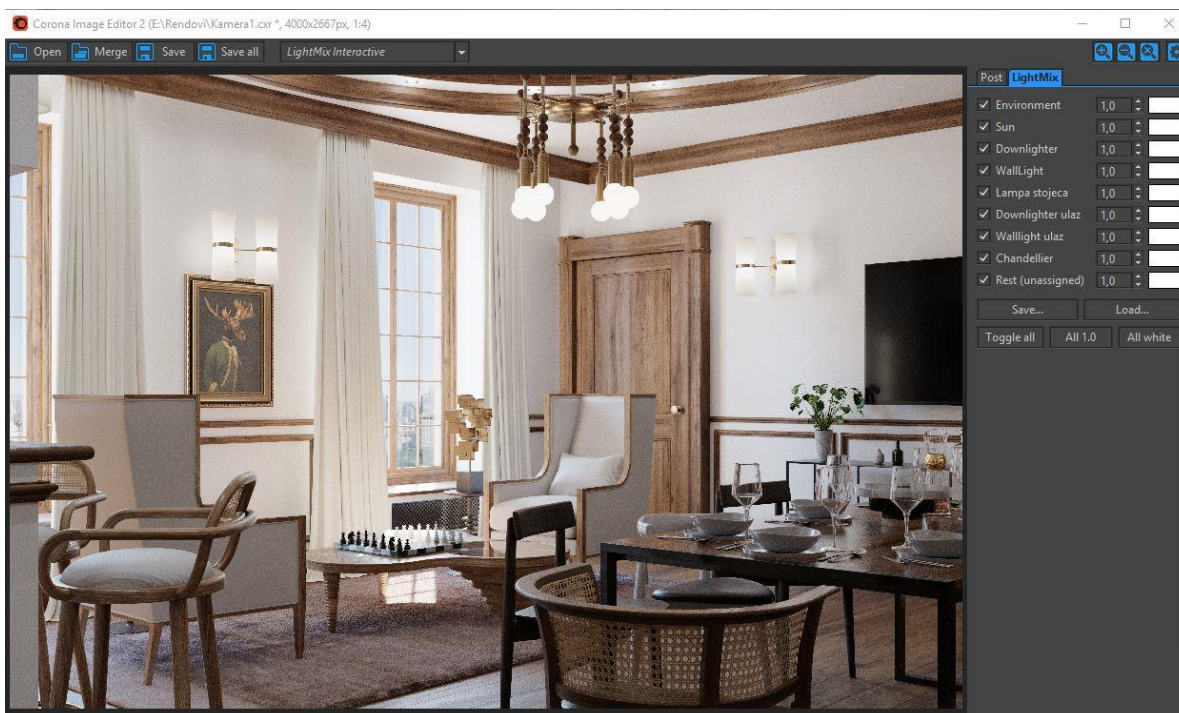 Corona Image Editor 2 (E:\Rendovi\Kamera1.cxr *, 4000x2667px, 1:4)
Open Merge Save Save all LightMix Interactive
Post LightMix
Environment 1,0
Sun 1,0
Downlighter 1,0
WallLight 1,0
Lampa stojeca 1,0
Downlighter ulaz 1,0
Walllight ulaz 1,0
Chandellier 1,0
Rest (unassigned) 1,0
Save... Load...
Toggle all All 1.0 All white